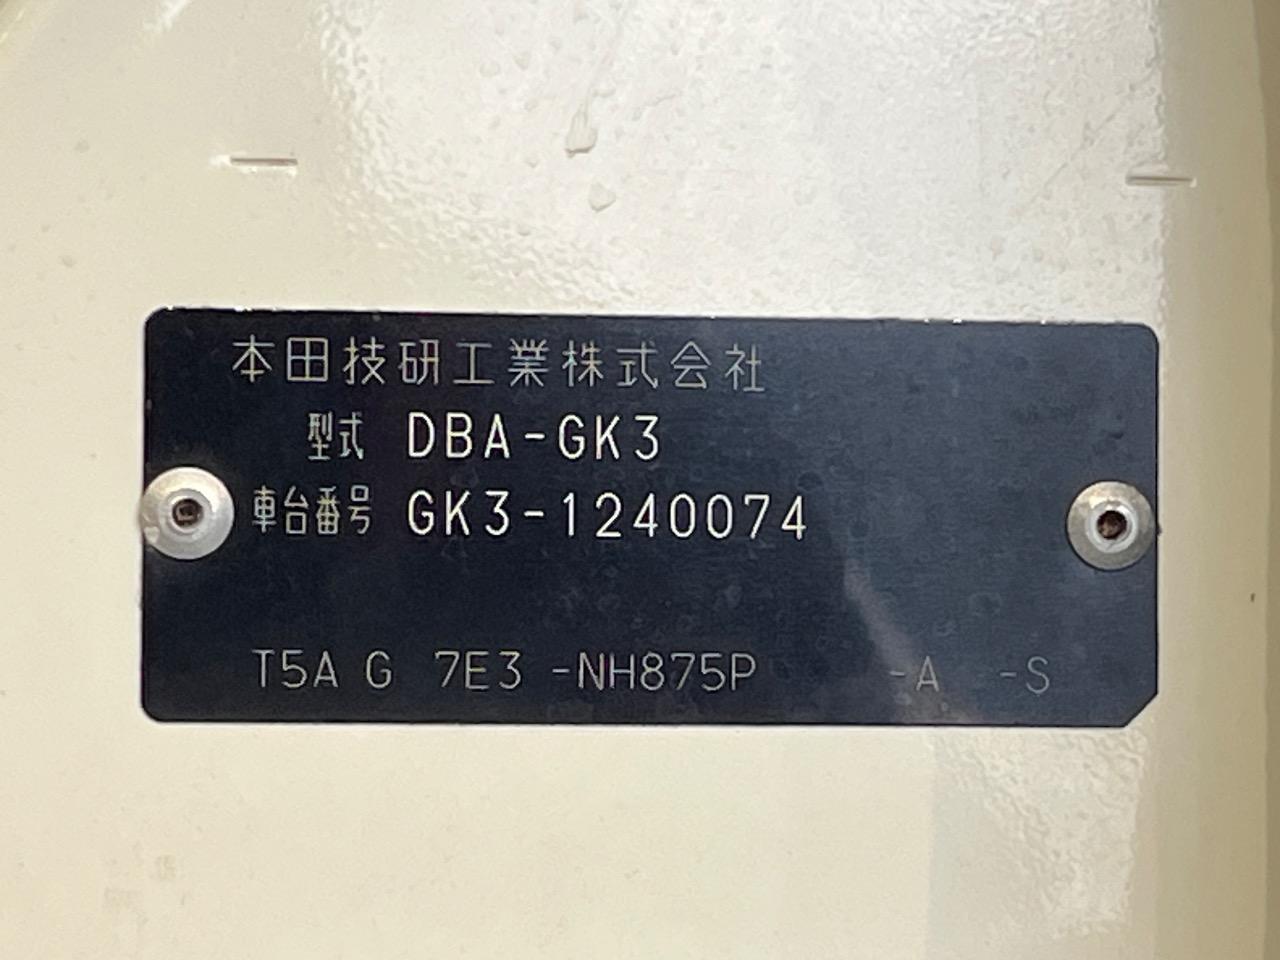 本田技研工業株式会社
型式 DBA-GK3
車台番号 GK3-1240074
T5A G 7E3 -NH875P -A -S